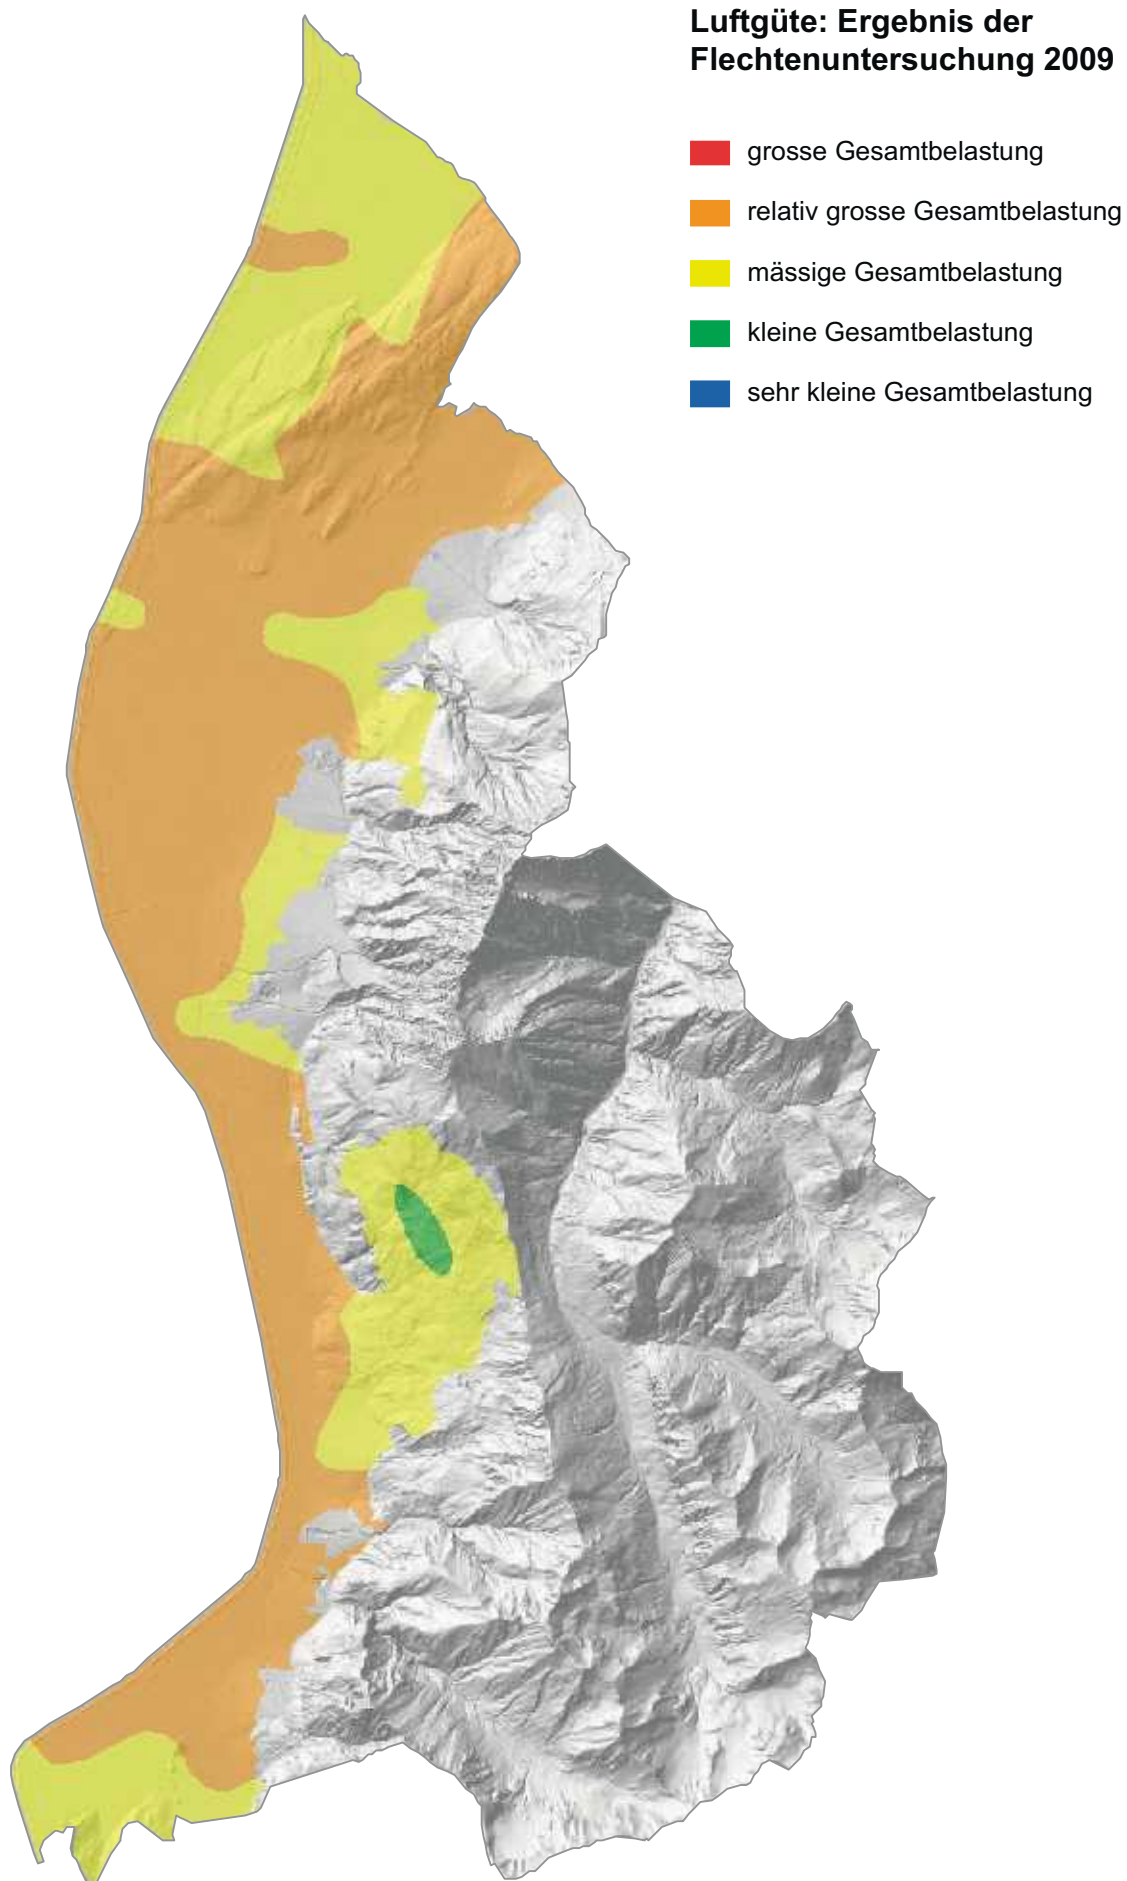 Luftgüte: Ergebnis der
Flechtenuntersuchung 2009
grosse Gesamtbelastung
relativ grosse Gesamtbelastung
mässige Gesamtbelastung
kleine Gesamtbelastung
sehr kleine Gesamtbelastung